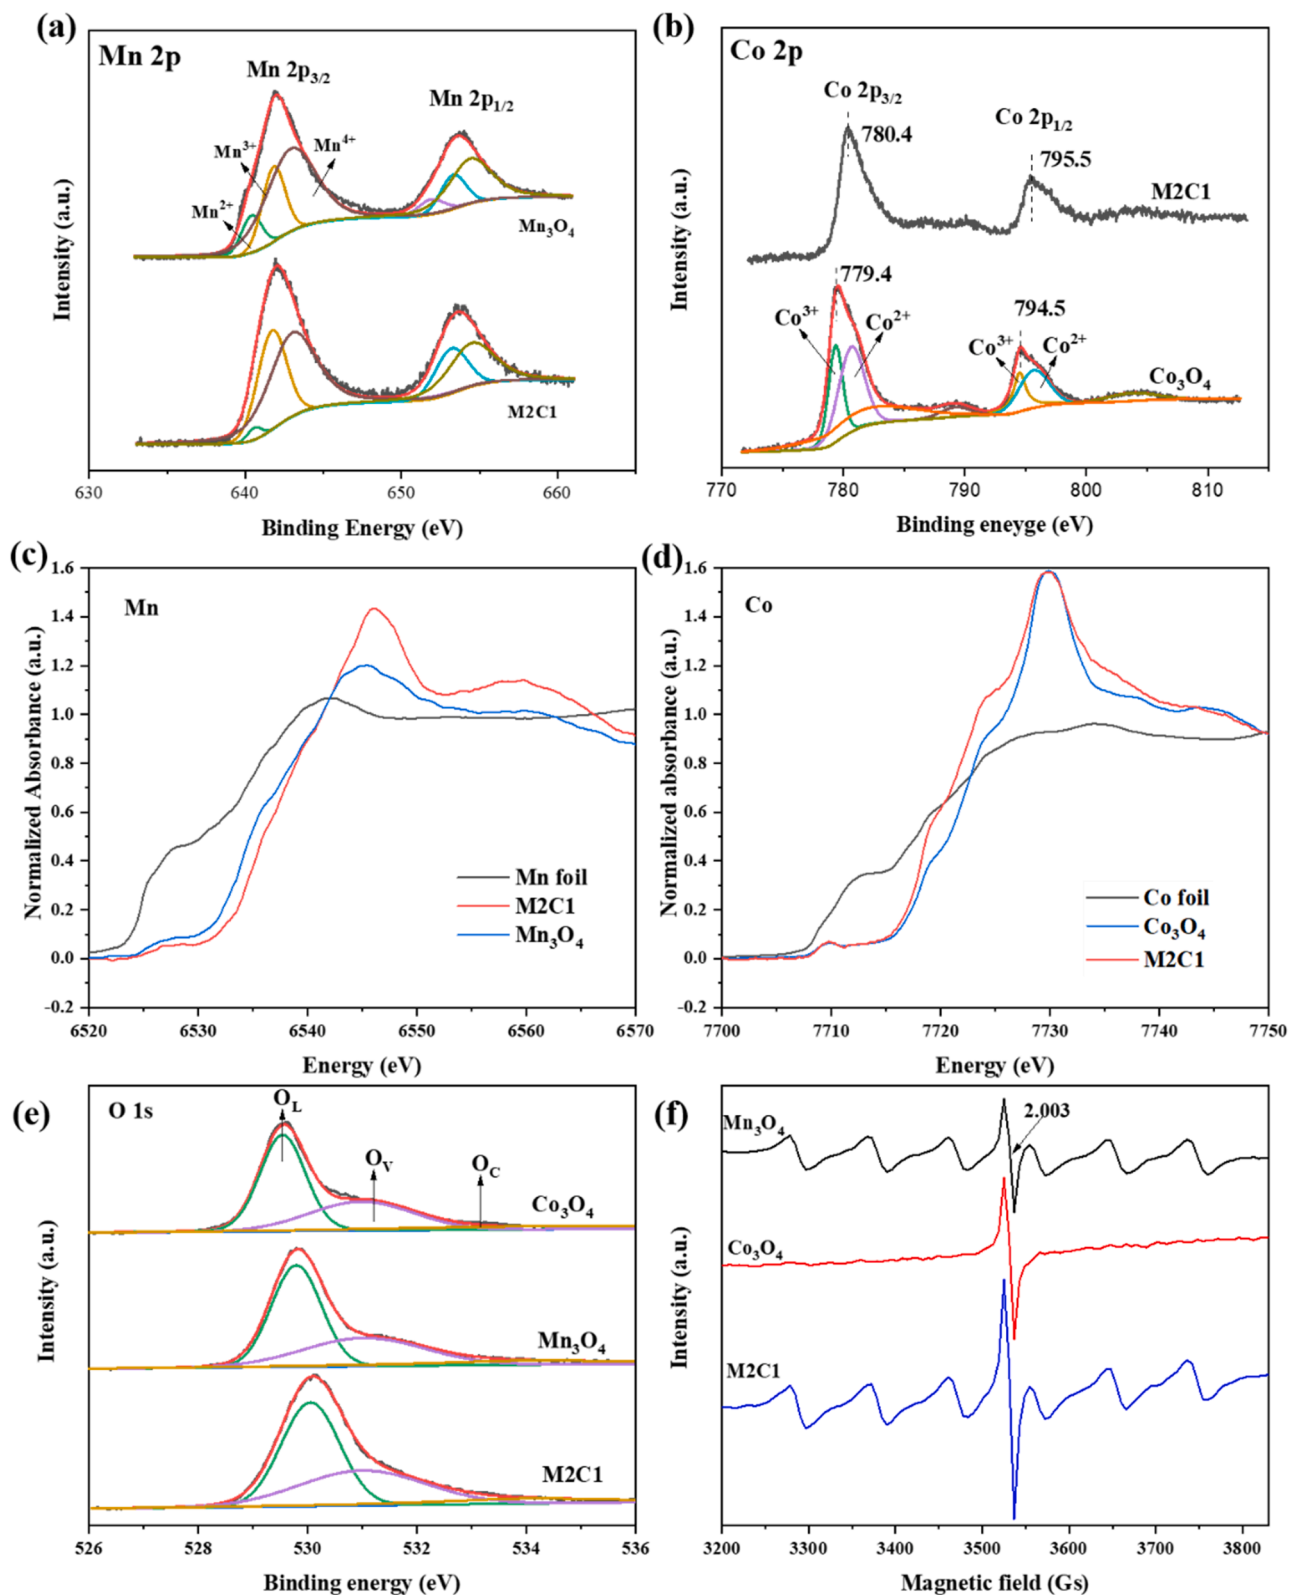 (a)
Mn 2p
Mn 2p3/2
Mn 2p1/2
Mn3+
Mn4+
Mn2+
Mn3O4
M2C1
Intensity (a.u.)
630 640 650 660
Binding Energy (eV)
(b)
Co 2p
Co 2p3/2
780.4
Co 2p1/2
795.5
M2C1
779.4
Co3+
Co2+
794.5
Co3+
Co2+
Co3O4
Intensity (a.u.)
770 780 790 800 810
Binding eneyge (eV)
(c)
Mn
1.6
1.4
1.2
1.0
0.8
0.6
0.4
0.2
0.0
-0.2
Normalized Absorbance (a.u.)
Mn foil
M2C1
Mn3O4
6520 6530 6540 6550 6560 6570
Energy (eV)
(d)
Co
1.6
1.4
1.2
1.0
0.8
0.6
0.4
0.2
0.0
-0.2
Normalized absorbance (a.u.)
Co foil
Co3O4
M2C1
7700 7710 7720 7730 7740 7750
Energy (eV)
(e)
O 1s
OL
OV
OC
Co3O4
Mn3O4
M2C1
Intensity (a.u.)
526 528 530 532 534 536
Binding energy (eV)
(f)
Mn3O4
2.003
Co3O4
M2C1
Intensity (a.u.)
3200 3300 3400 3500 3600 3700 3800
Magnetic field (Gs)